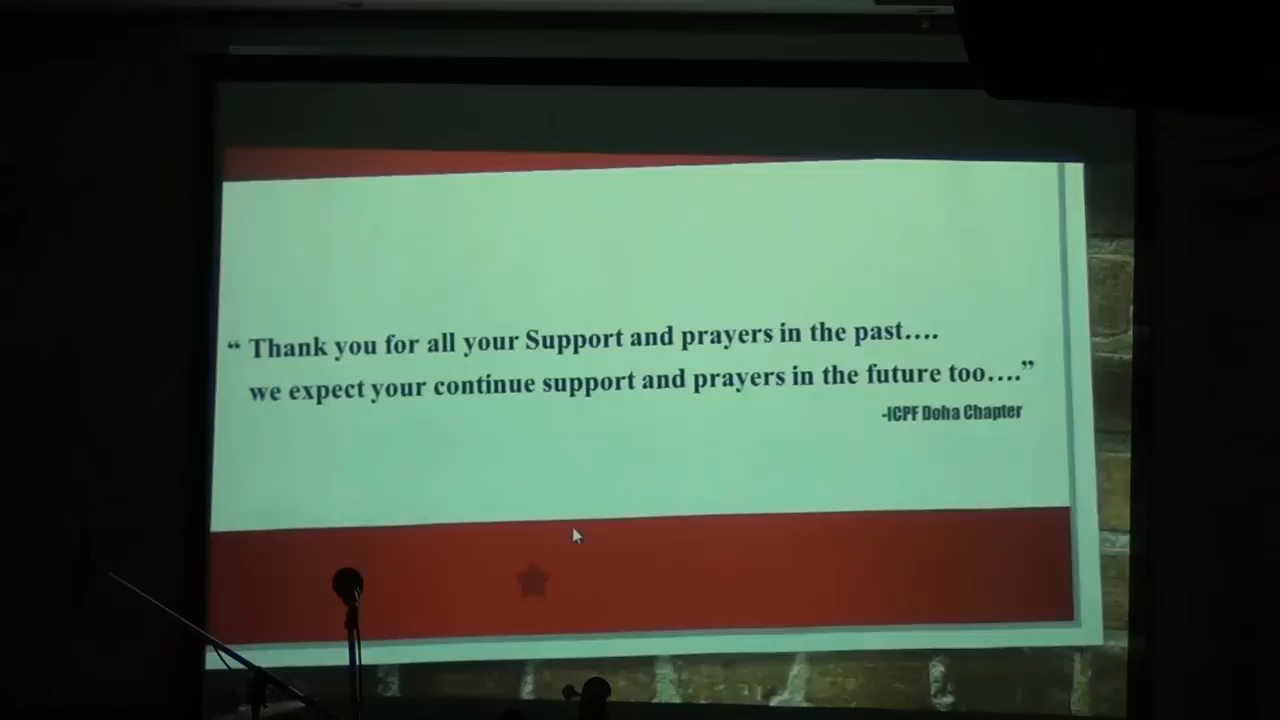 “ Thank you for all your Support and prayers in the past….
we expect your continue support and prayers in the future too….”
-ICPF Doha Chapter